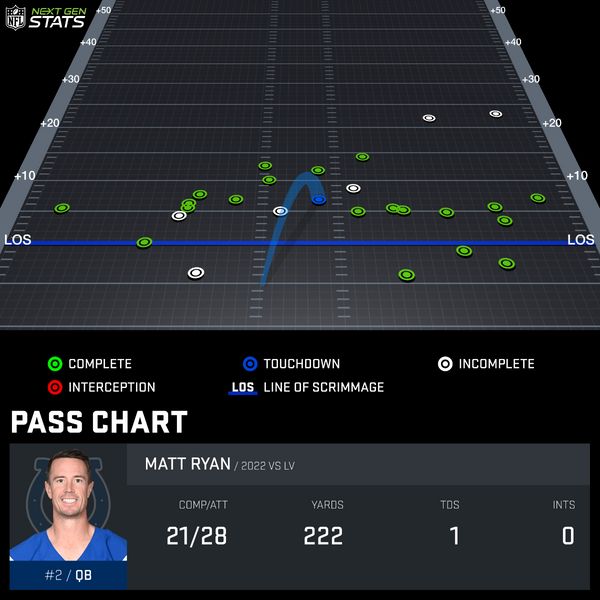 NFL NEXT GEN STATS
+50 +50
+30 +30
+20 +20
+10 +10
LOS LOS
COMPLETE TOUCHDOWN INCOMPLETE
INTERCEPTION LOS LINE OF SCRIMMAGE
PASS CHART
MATT RYAN / 2022 VS LV
COMP/ATT YARDS TDS INTS
21/28 222 1 0
#2 / QB